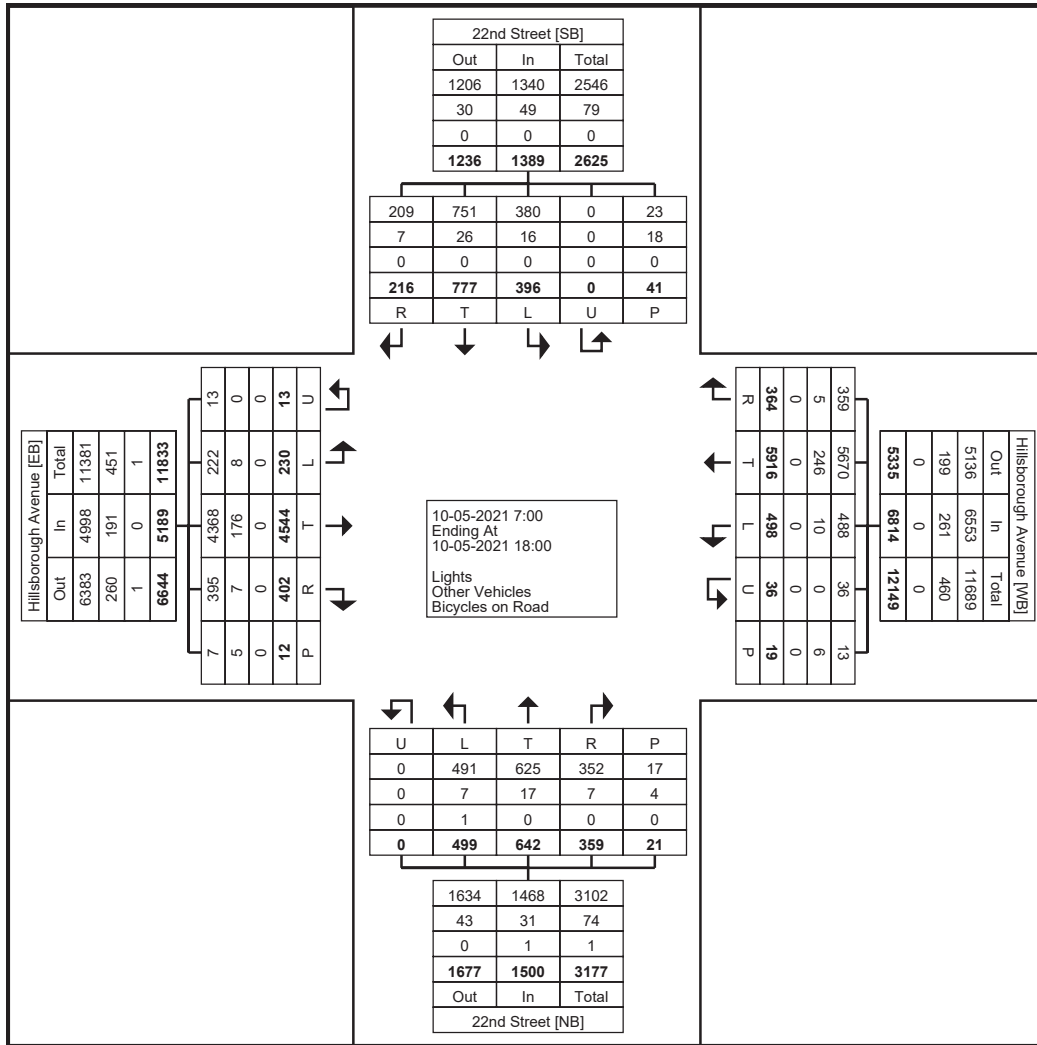 22nd Street [SB]
Out In Total
1206 1340 2546
30 49 79
0 0 0
1236 1389 2625
209 751 380 0 23
7 26 16 0 18
0 0 0 0 0
216 777 396 0 41
R T L U P
Hillsborough Avenue [EB]
Total In Out
11381 4998 6383
451 191 260
1 0 1
11833 5189 6644
13 222 4368 395 7
0 8 176 7 5
0 0 0 0 0
13 230 4544 402 12
U L T R P
10-05-2021 7:00
Ending At
10-05-2021 18:00
Lights
Other Vehicles
Bicycles on Road
R T L U P
364 5916 498 36 19
0 0 0 0 0
5 246 10 0 6
359 5670 488 36 13
Hillsborough Avenue [WB]
Out In Total
5136 6553 11689
199 261 460
0 0 0
5335 6814 12149
U L T R P
0 491 625 352 17
0 7 17 7 4
0 1 0 0 0
0 499 642 359 21
1634 1468 3102
43 31 74
0 1 1
1677 1500 3177
Out In Total
22nd Street [NB]